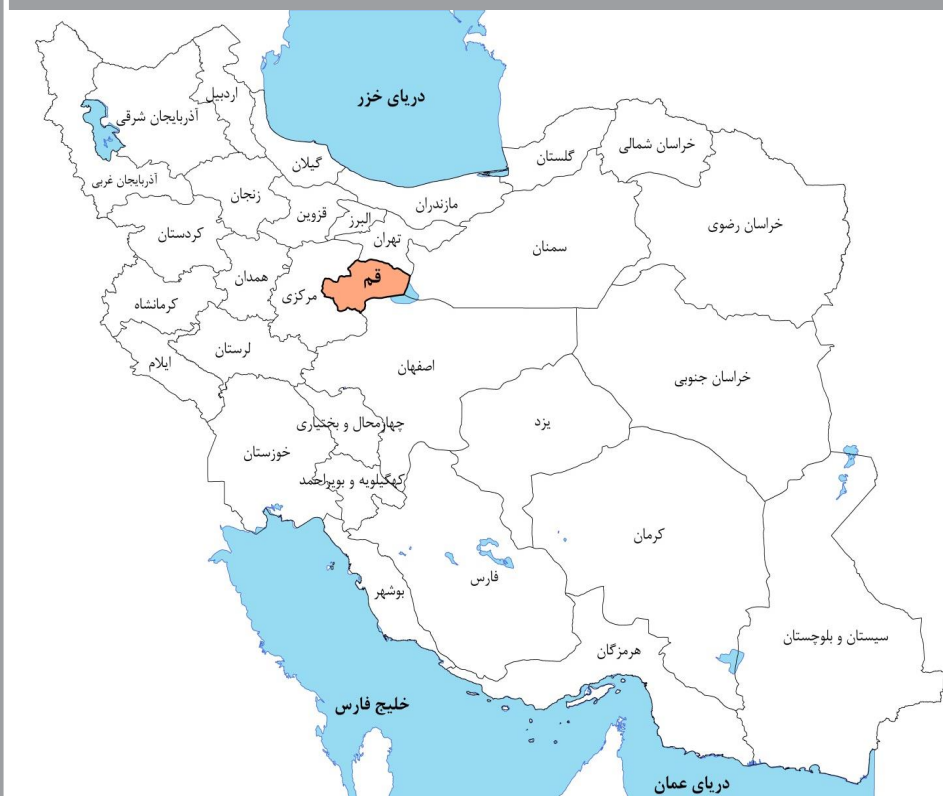 دریای خزر
اردبیل
آذربایجان شرقی
خراسان شمالی
گلستان
گیلان
آذربایجان غربی
زنجان
مازندران
قزوین
البرز
خراسان رضوی
کردستان
تهران
سمنان
همدان
قم
مرکزی
کرمانشاه
لرستان
ایلام
اصفهان
خراسان جنوبی
چهارمحال و بختیاری
یزد
خوزستان
کهگیلویه و بویراحمد
کرمان
فارس
بوشهر
سیستان و بلوچستان
هرمزگان
خلیج فارس
دریای عمان